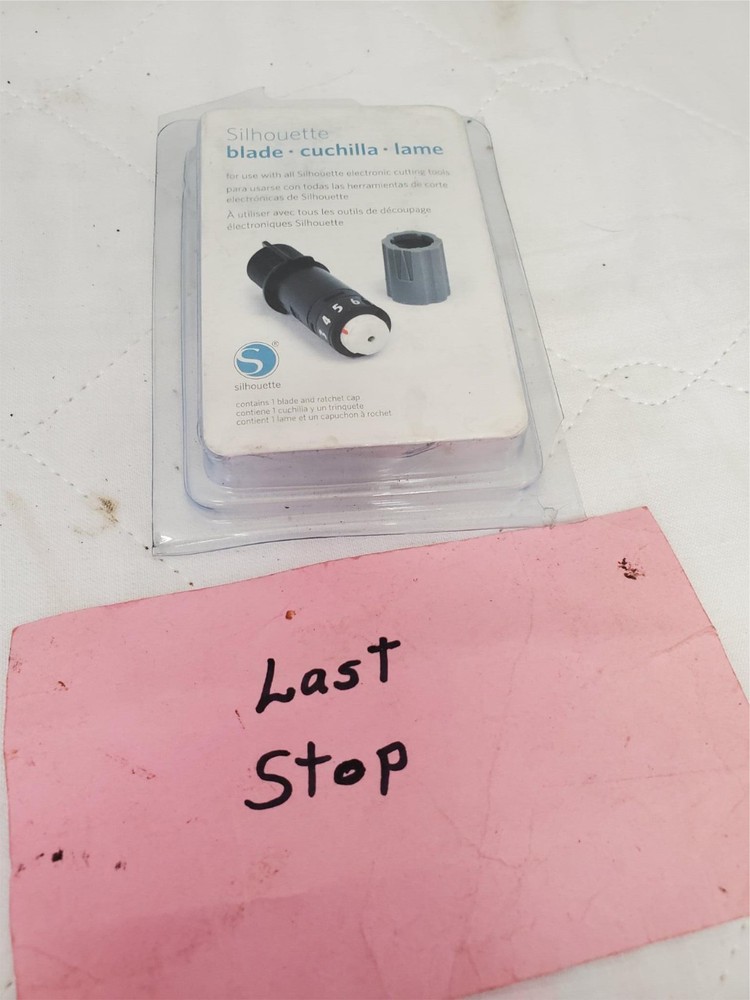 Silhouette
blade · cuchilla · lame
for use with all Silhouette electronic cutting tools
para usarse con todas las herramientas de corte
electrónicas de Silhouette
À utiliser avec tous les outils de découpage
électroniques Silhouette
3 4 5 6
S®
silhouette
contains 1 blade and ratchet cap
contiene 1 cuchilla y un trinquete
contient 1 lame et un capuchon à rochet
Last
Stop